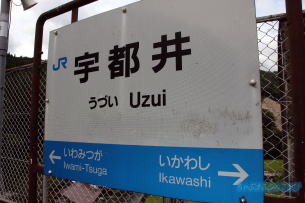 JR 宇都井
うづい Uzui
← いわみつが
Iwami-Tsuga
いかわし →
Ikawashi